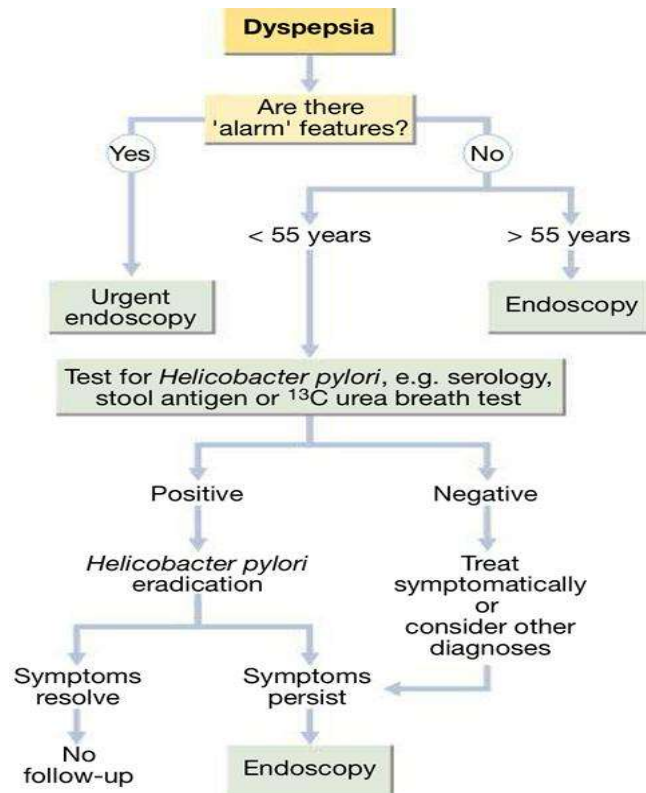 Dyspepsia
Are there
'alarm' features?
Yes
No
< 55 years
> 55 years
Urgent
endoscopy
Endoscopy
Test for Helicobacter pylori, e.g. serology,
stool antigen or ¹³C urea breath test
Positive
Negative
Helicobacter pylori
eradication
Treat
symptomatically
or
consider other
diagnoses
Symptoms
resolve
Symptoms
persist
No
follow-up
Endoscopy